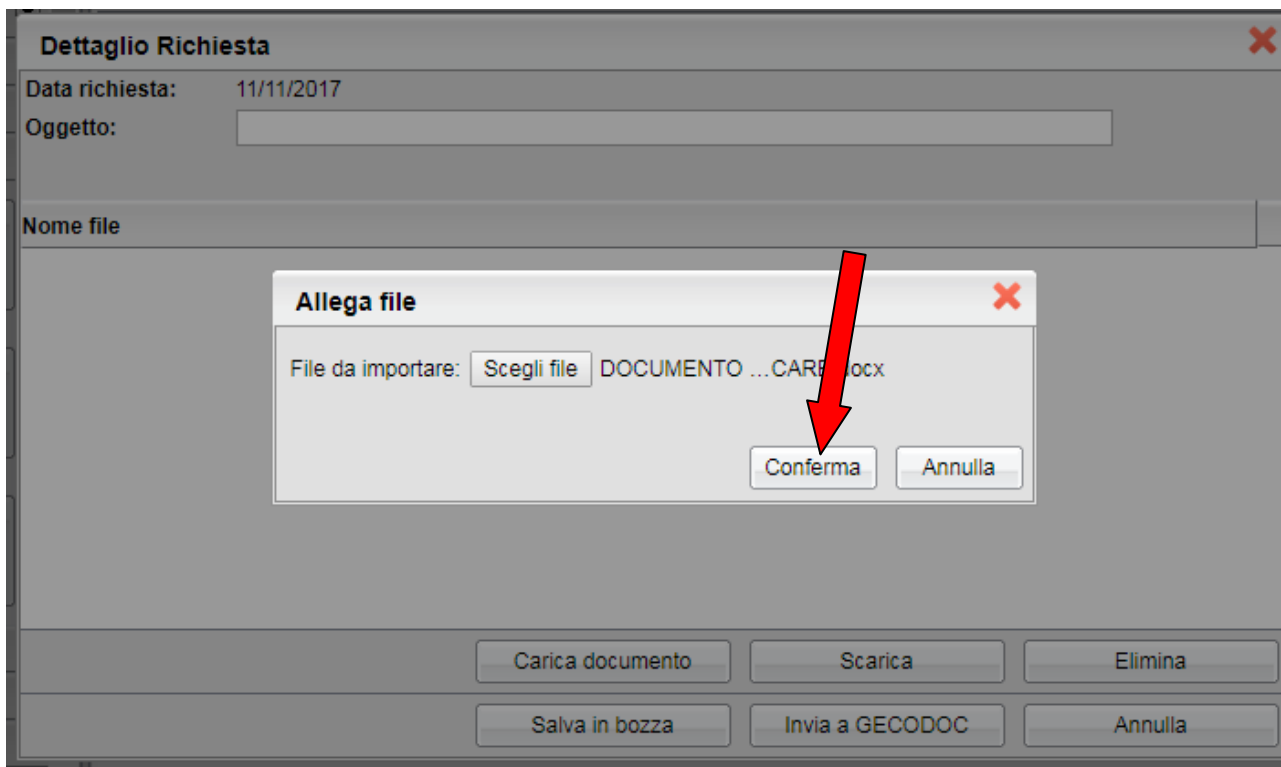 Dettaglio Richiesta
Data richiesta: 11/11/2017
Oggetto:
Nome file
Allega file
File da importare: Scegli file DOCUMENTO ...CARE.docx
Conferma Annulla
Carica documento Scarica Elimina
Salva in bozza Invia a GECODOC Annulla